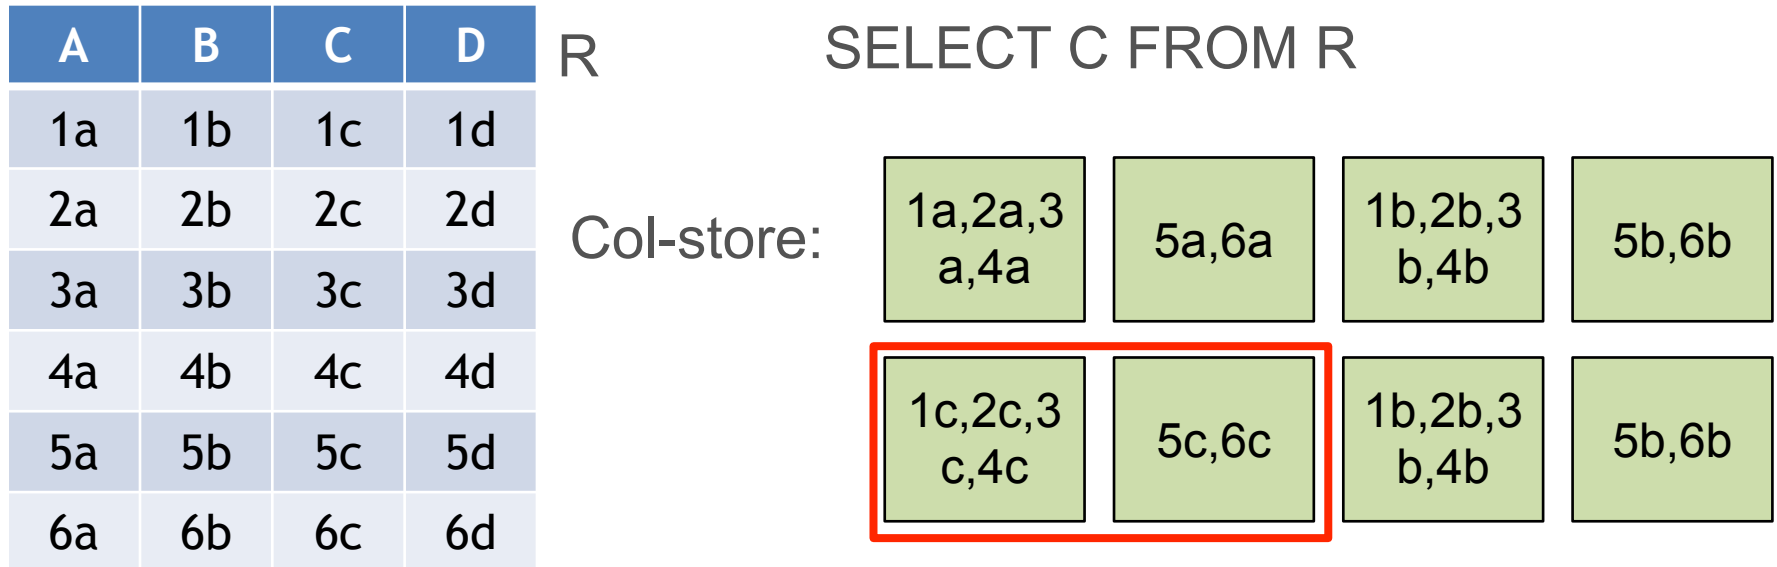 A B C D
R
SELECT C FROM R
1a 1b 1c 1d
2a 2b 2c 2d
3a 3b 3c 3d
4a 4b 4c 4d
5a 5b 5c 5d
6a 6b 6c 6d
Col-store:
1a,2a,3
a,4a
5a,6a
1b,2b,3
b,4b
5b,6b
1c,2c,3
c,4c
5c,6c
1b,2b,3
b,4b
5b,6b